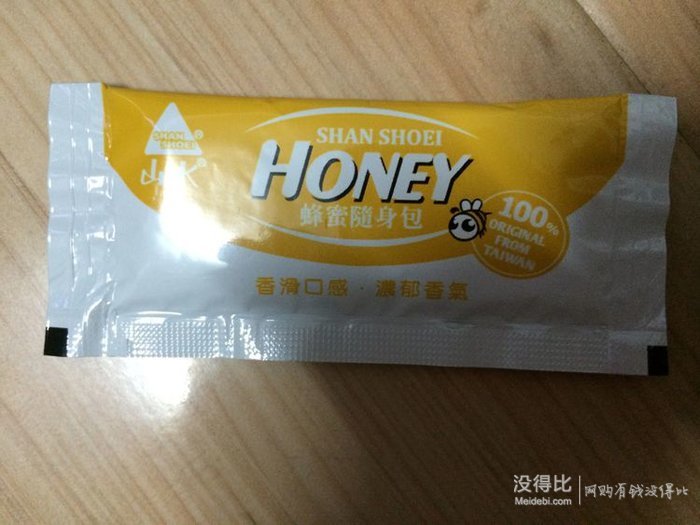 SHAN
SHOEI
山水
SHAN SHOEI
HONEY
蜂蜜隨身包
100%
ORIGINAL
FROM
TAIWAN
香滑口感·濃郁香氣
没得比
Meidebi.com
网购有钱没得比